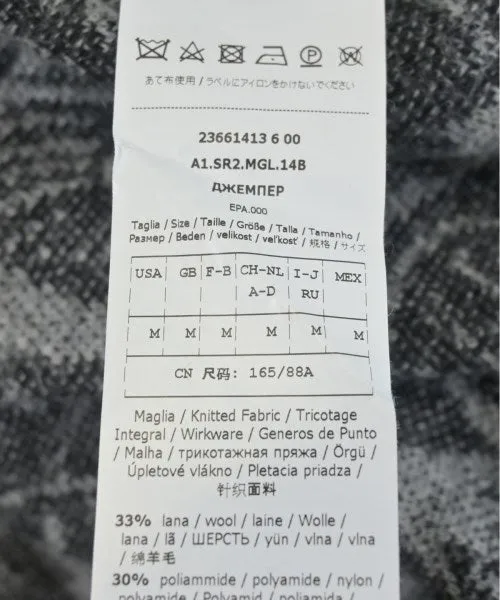 あて布使用 / ラベルにアイロンをかけないでください
23661413 6 00
A1.SR2.MGL.14B
ДЖЕМПЕР
EPA.000
Taglia / Size / Taille / Größe / Talla / Tamanho /
Размер / Beden / velikost / veľkosť / 规格 / サイズ
USA GB F-B CH-NL I-J MEX
A-D RU
M M M M M M
CN 尺码: 165/88A
Maglia / Knitted Fabric / Tricotage
Integral / Wirkware / Generos de Punto
/ Malha / трикотажная пряжа / Örgü /
Úpletové vlákno / Pletacia priadza /
针织面料
33% lana / wool / laine / Wolle /
lana / lã / ШЕРСТЬ / yün / vlna / vlna
/ 绵羊毛
30% poliammide / polyamide / nylon /
poliamida / Polyamid / poliamida /